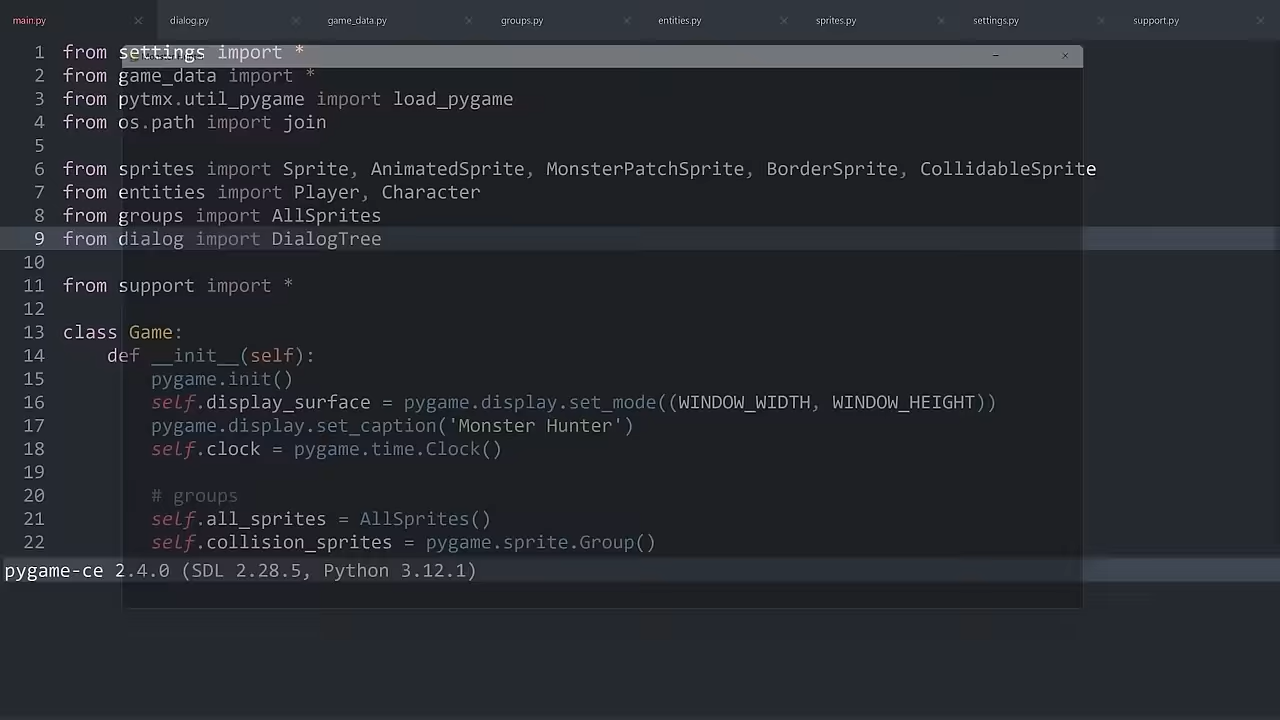 main.py dialog.py game_data.py groups.py entities.py sprites.py settings.py support.py
1 from settings import *
2 from game_data import *
3 from pytmx.util_pygame import load_pygame
4 from os.path import join
5
6 from sprites import Sprite, AnimatedSprite, MonsterPatchSprite, BorderSprite, CollidableSprite
7 from entities import Player, Character
8 from groups import AllSprites
9 from dialog import DialogTree
10
11 from support import *
12
13 class Game:
14     def __init__(self):
15         pygame.init()
16         self.display_surface = pygame.display.set_mode((WINDOW_WIDTH, WINDOW_HEIGHT))
17         pygame.display.set_caption('Monster Hunter')
18         self.clock = pygame.time.Clock()
19
20         # groups
21         self.all_sprites = AllSprites()
22         self.collision_sprites = pygame.sprite.Group()
pygame-ce 2.4.0 (SDL 2.28.5, Python 3.12.1)